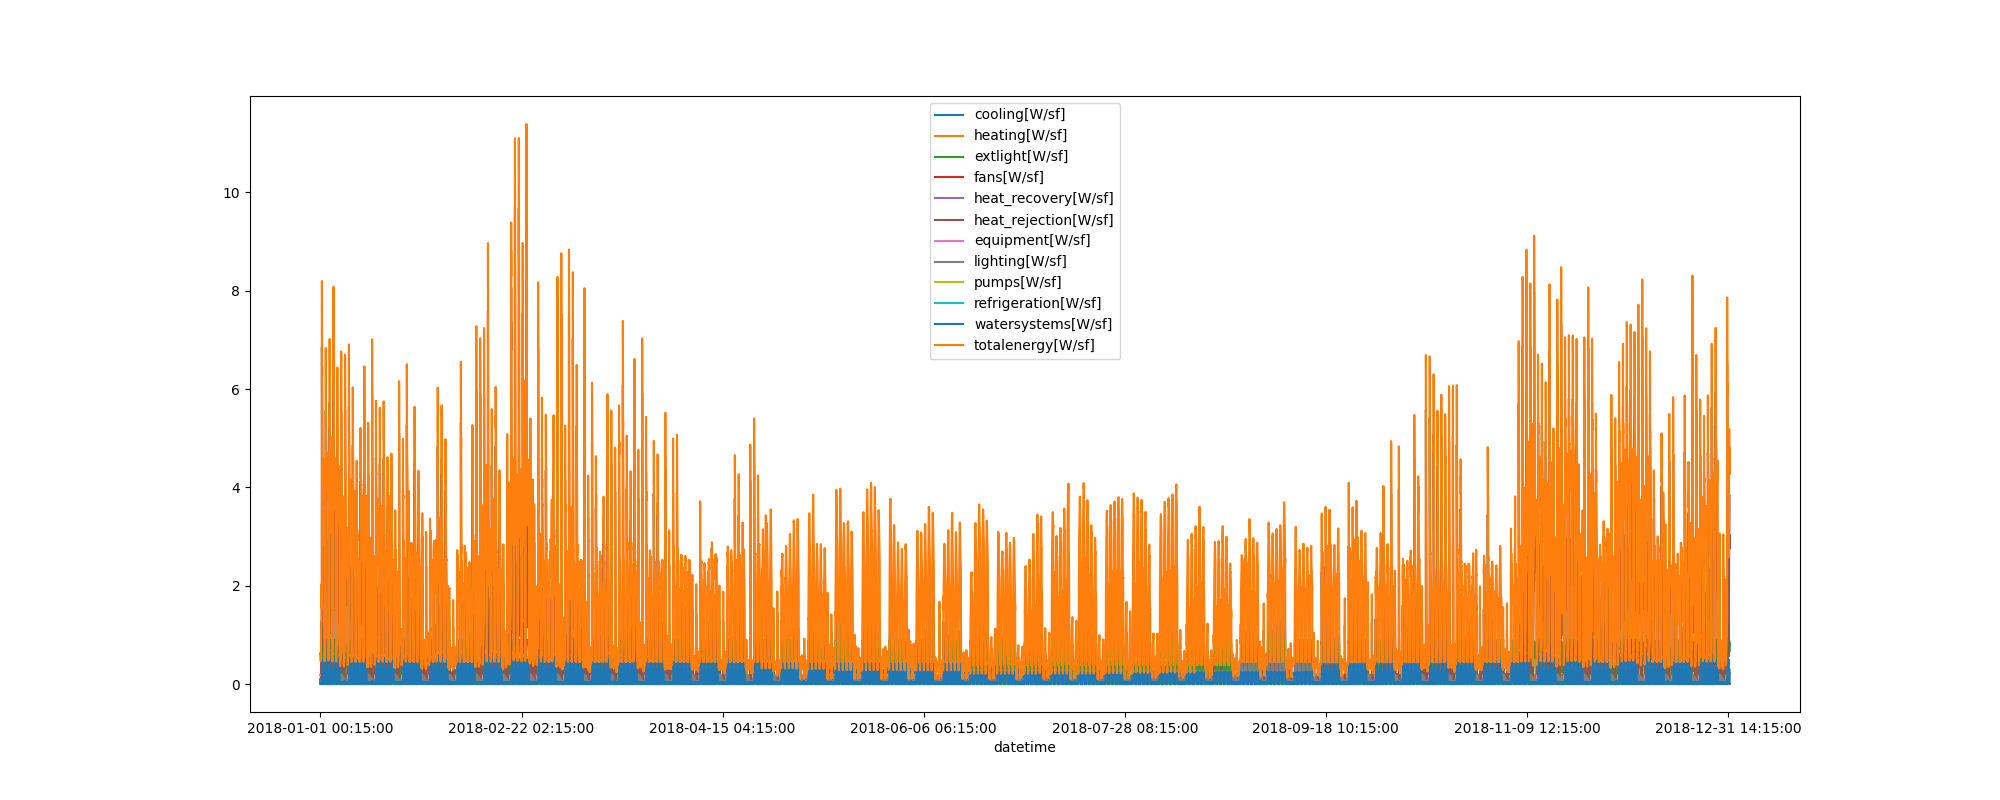 cooling[W/sf]
heating[W/sf]
extlight[W/sf]
fans[W/sf]
heat_recovery[W/sf]
heat_rejection[W/sf]
equipment[W/sf]
lighting[W/sf]
pumps[W/sf]
refrigeration[W/sf]
watersystems[W/sf]
totalenergy[W/sf]
10
8
6
4
2
0
2018-01-01 00:15:00 2018-02-22 02:15:00 2018-04-15 04:15:00 2018-06-06 06:15:00 2018-07-28 08:15:00 2018-09-18 10:15:00 2018-11-09 12:15:00 2018-12-31 14:15:00
datetime